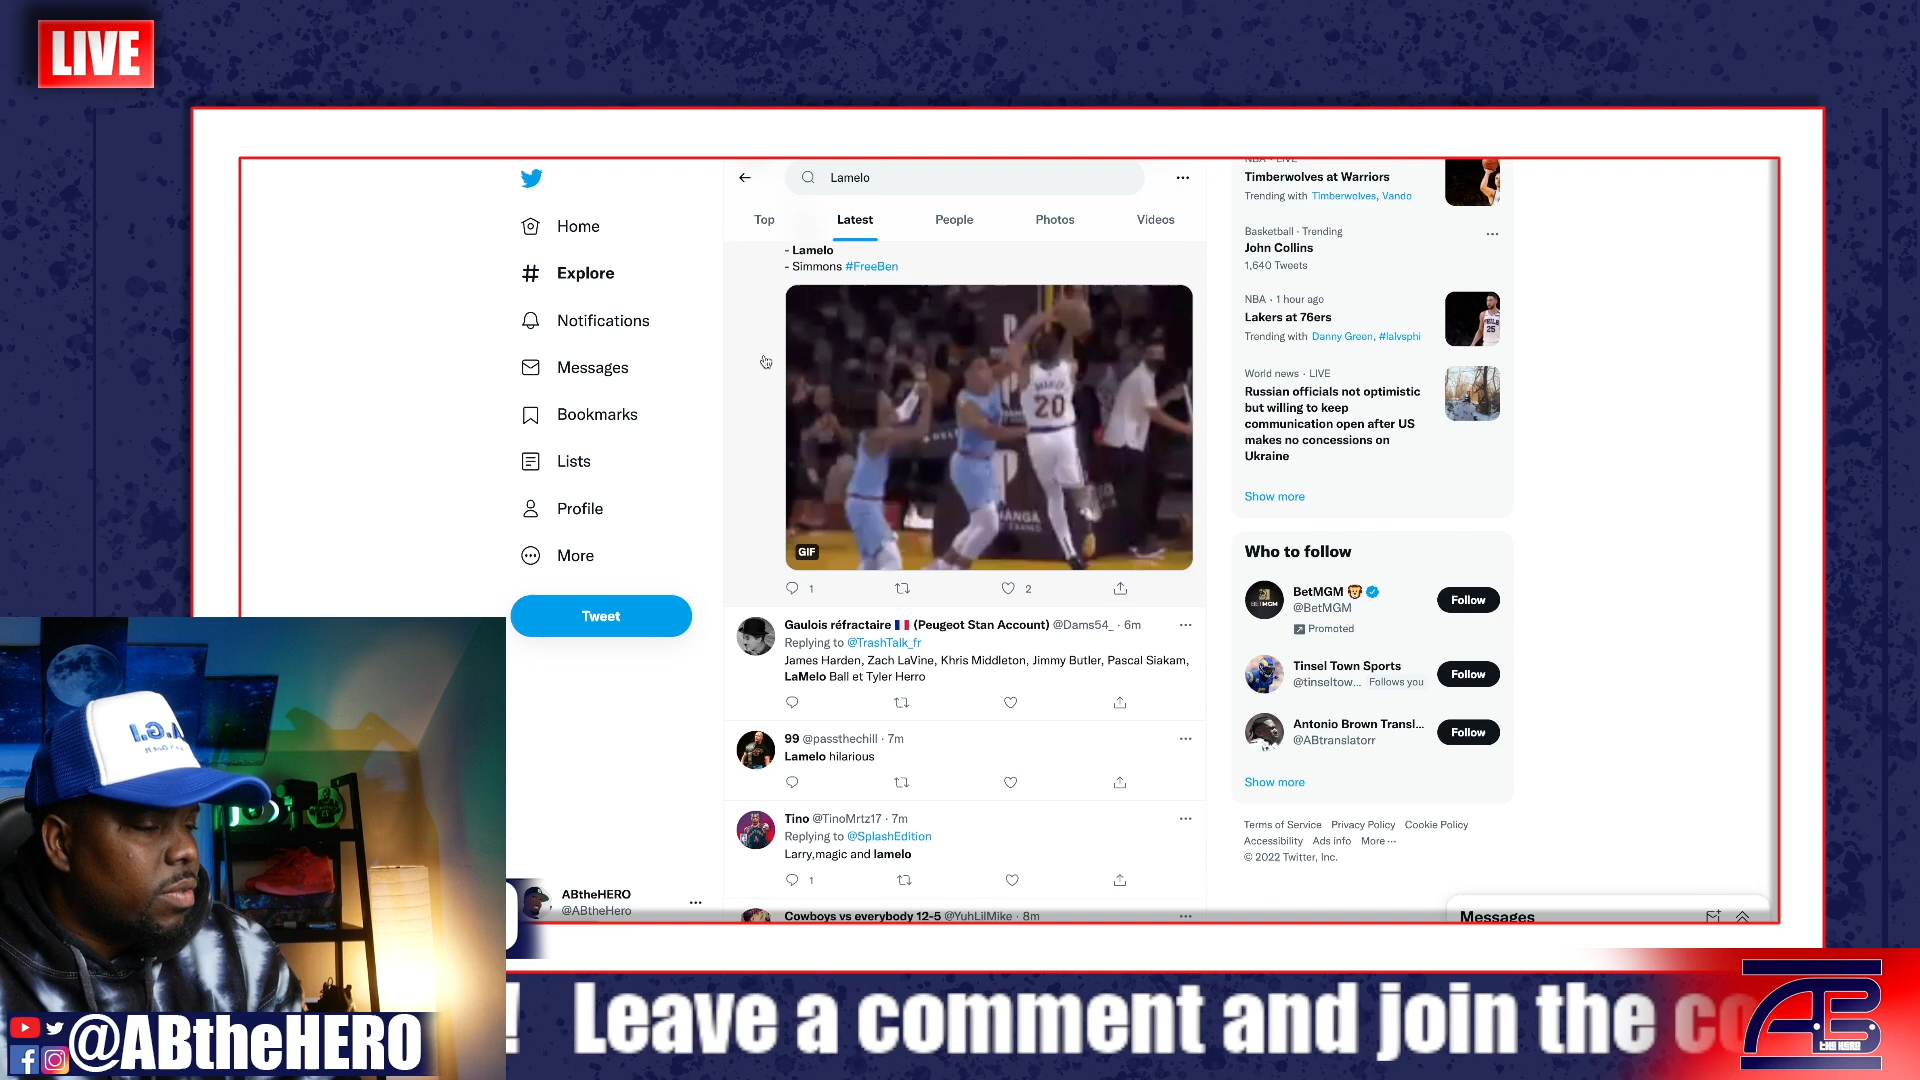 LIVE
Lamelo
Top
Latest
People
Photos
Videos
Home
Explore
Notifications
Messages
Bookmarks
Lists
Profile
More
Tweet
ABtheHERO
@ABtheHero
- Lamelo
- Simmons #FreeBen
20
GIF
1
2
Gaulois réfractaire 🇫🇷 (Peugeot Stan Account) @Dams54_ · 6m
Replying to @TrashTalk_fr
James Harden, Zach LaVine, Khris Middleton, Jimmy Butler, Pascal Siakam,
LaMelo Ball et Tyler Herro
99 @passthechill · 7m
Lamelo hilarious
Tino @TinoMrtz17 · 7m
Replying to @SplashEdition
Larry,magic and lamelo
1
Cowboys vs everybody 12-5 @YuhLilMike · 8m
NBA · LIVE
Timberwolves at Warriors
Trending with Timberwolves, Vando
Basketball · Trending
John Collins
1,640 Tweets
NBA · 1 hour ago
Lakers at 76ers
Trending with Danny Green, #lalvsphi
World news · LIVE
Russian officials not optimistic
but willing to keep
communication open after US
makes no concessions on
Ukraine
Show more
Who to follow
BetMGM 🦁
@BetMGM
Promoted
Follow
Tinsel Town Sports
@tinseltow... Follows you
Follow
Antonio Brown Transl...
@ABtranslatorr
Follow
Show more
Terms of Service Privacy Policy Cookie Policy
Accessibility Ads info More ···
© 2022 Twitter, Inc.
Messages
@ABtheHERO
! Leave a comment and join the co
AB
THE HERO